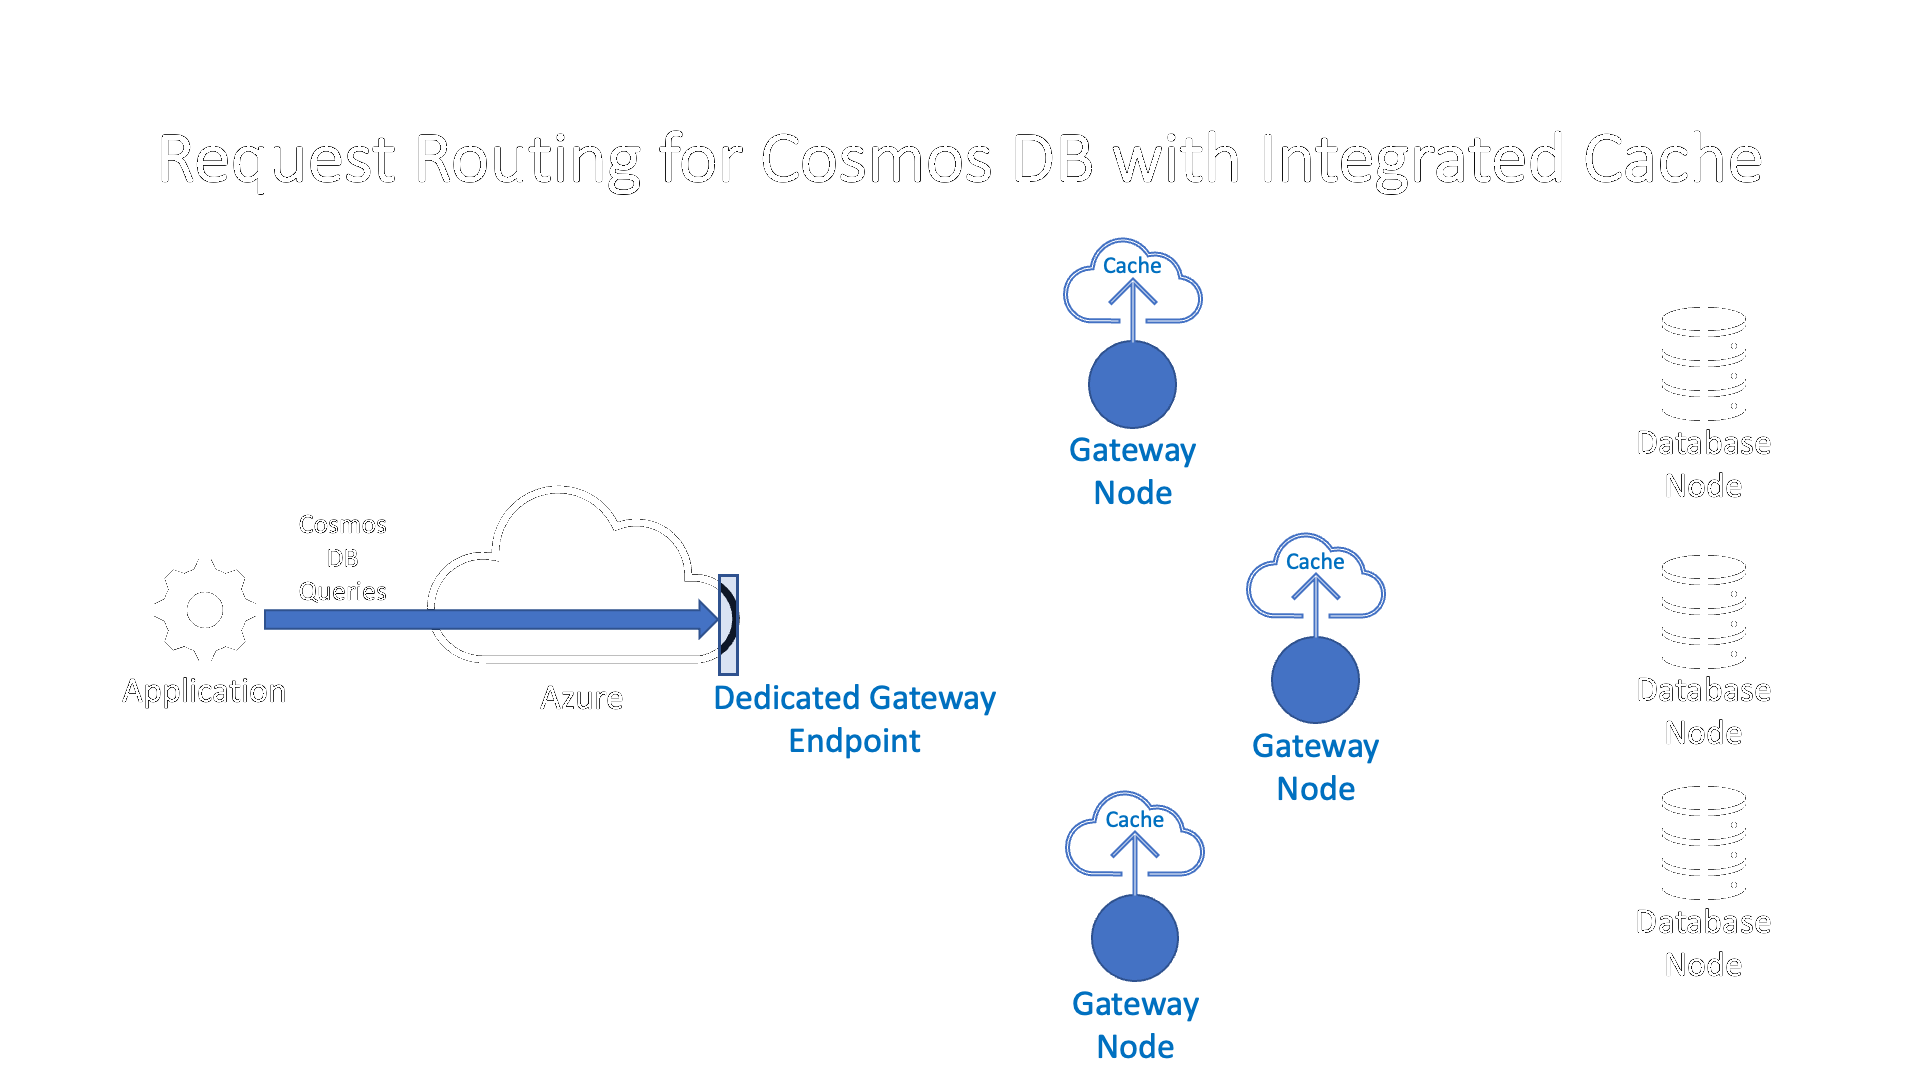 Request Routing for Cosmos DB with Integrated Cache
Cache
Gateway
Node
Database
Node
Cosmos
DB
Queries
Application
Azure
Dedicated Gateway
Endpoint
Cache
Gateway
Node
Database
Node
Cache
Gateway
Node
Database
Node